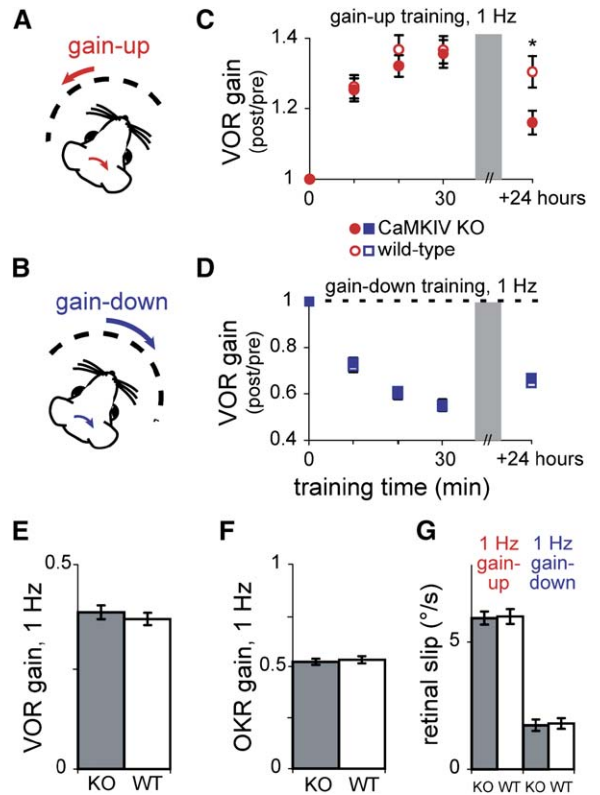 A
gain-up
C
gain-up training, 1 Hz
VOR gain
(post/pre)
1.4
1.2
1
*
0
30
+24 hours
CaMKIV KO
wild-type
B
gain-down
D
gain-down training, 1 Hz
VOR gain
(post/pre)
1
0.8
0.6
0.4
0
30
+24 hours
training time (min)
E
VOR gain, 1 Hz
0.5
0
KO WT
F
OKR gain, 1 Hz
1
0.5
0
KO WT
G
1 Hz 1 Hz
gain- gain-
up down
retinal slip (°/s)
5
0
KO WT KO WT